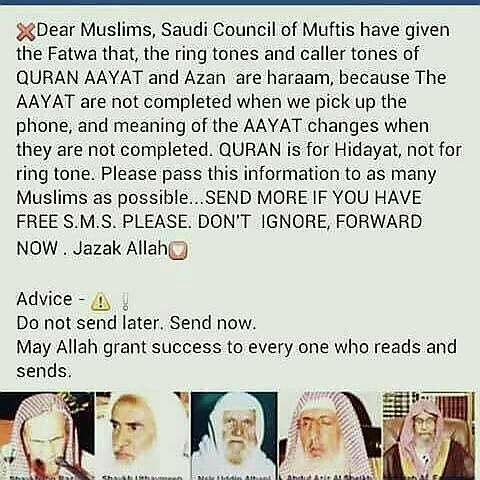 Dear Muslims, Saudi Council of Muftis have given
the Fatwa that, the ring tones and caller tones of
QURAN AAYAT and Azan are haraam, because The
AAYAT are not completed when we pick up the
phone, and meaning of the AAYAT changes when
they are not completed. QURAN is for Hidayat, not for
ring tone. Please pass this information to as many
Muslims as possible...SEND MORE IF YOU HAVE
FREE S.M.S. PLEASE. DON'T IGNORE, FORWARD
NOW . Jazak Allah
Advice -
Do not send later. Send now.
May Allah grant success to every one who reads and
sends.
Shaykh Uthaymeen